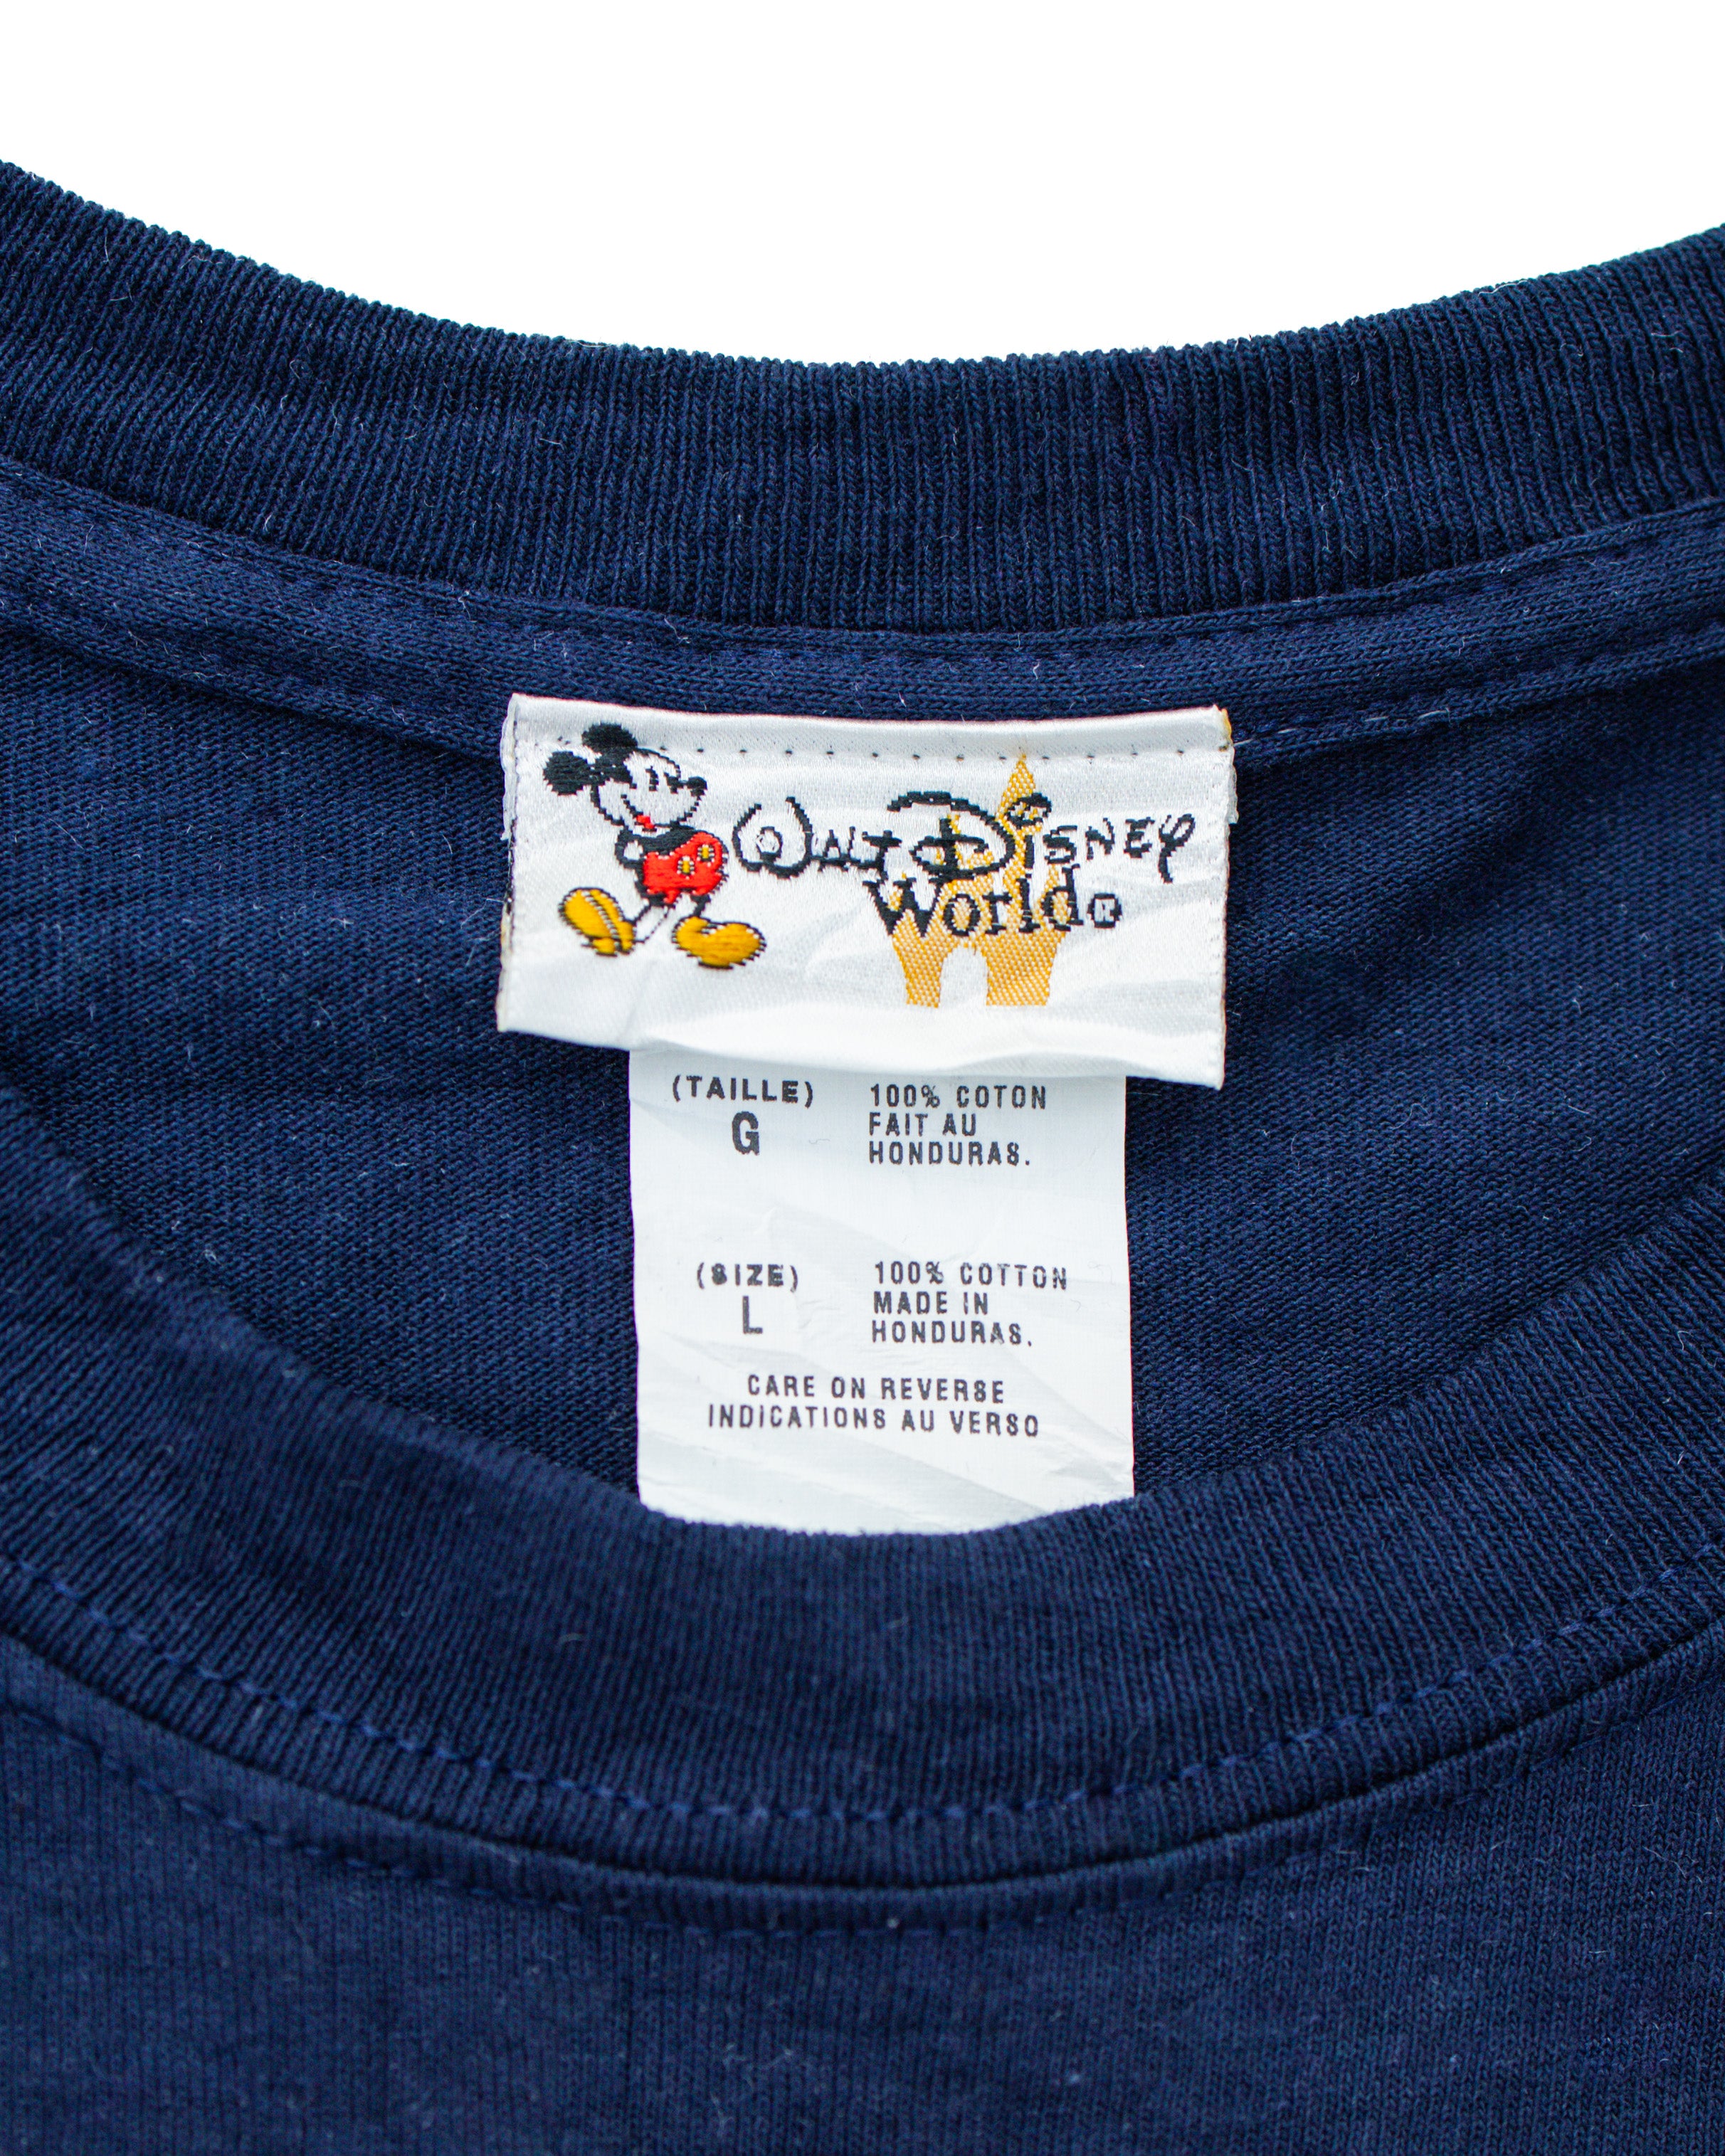 Walt Disney
World®
(TAILLE)
G
100% COTON
FAIT AU
HONDURAS.
(SIZE)
L
100% COTTON
MADE IN
HONDURAS.
CARE ON REVERSE
INDICATIONS AU VERSO